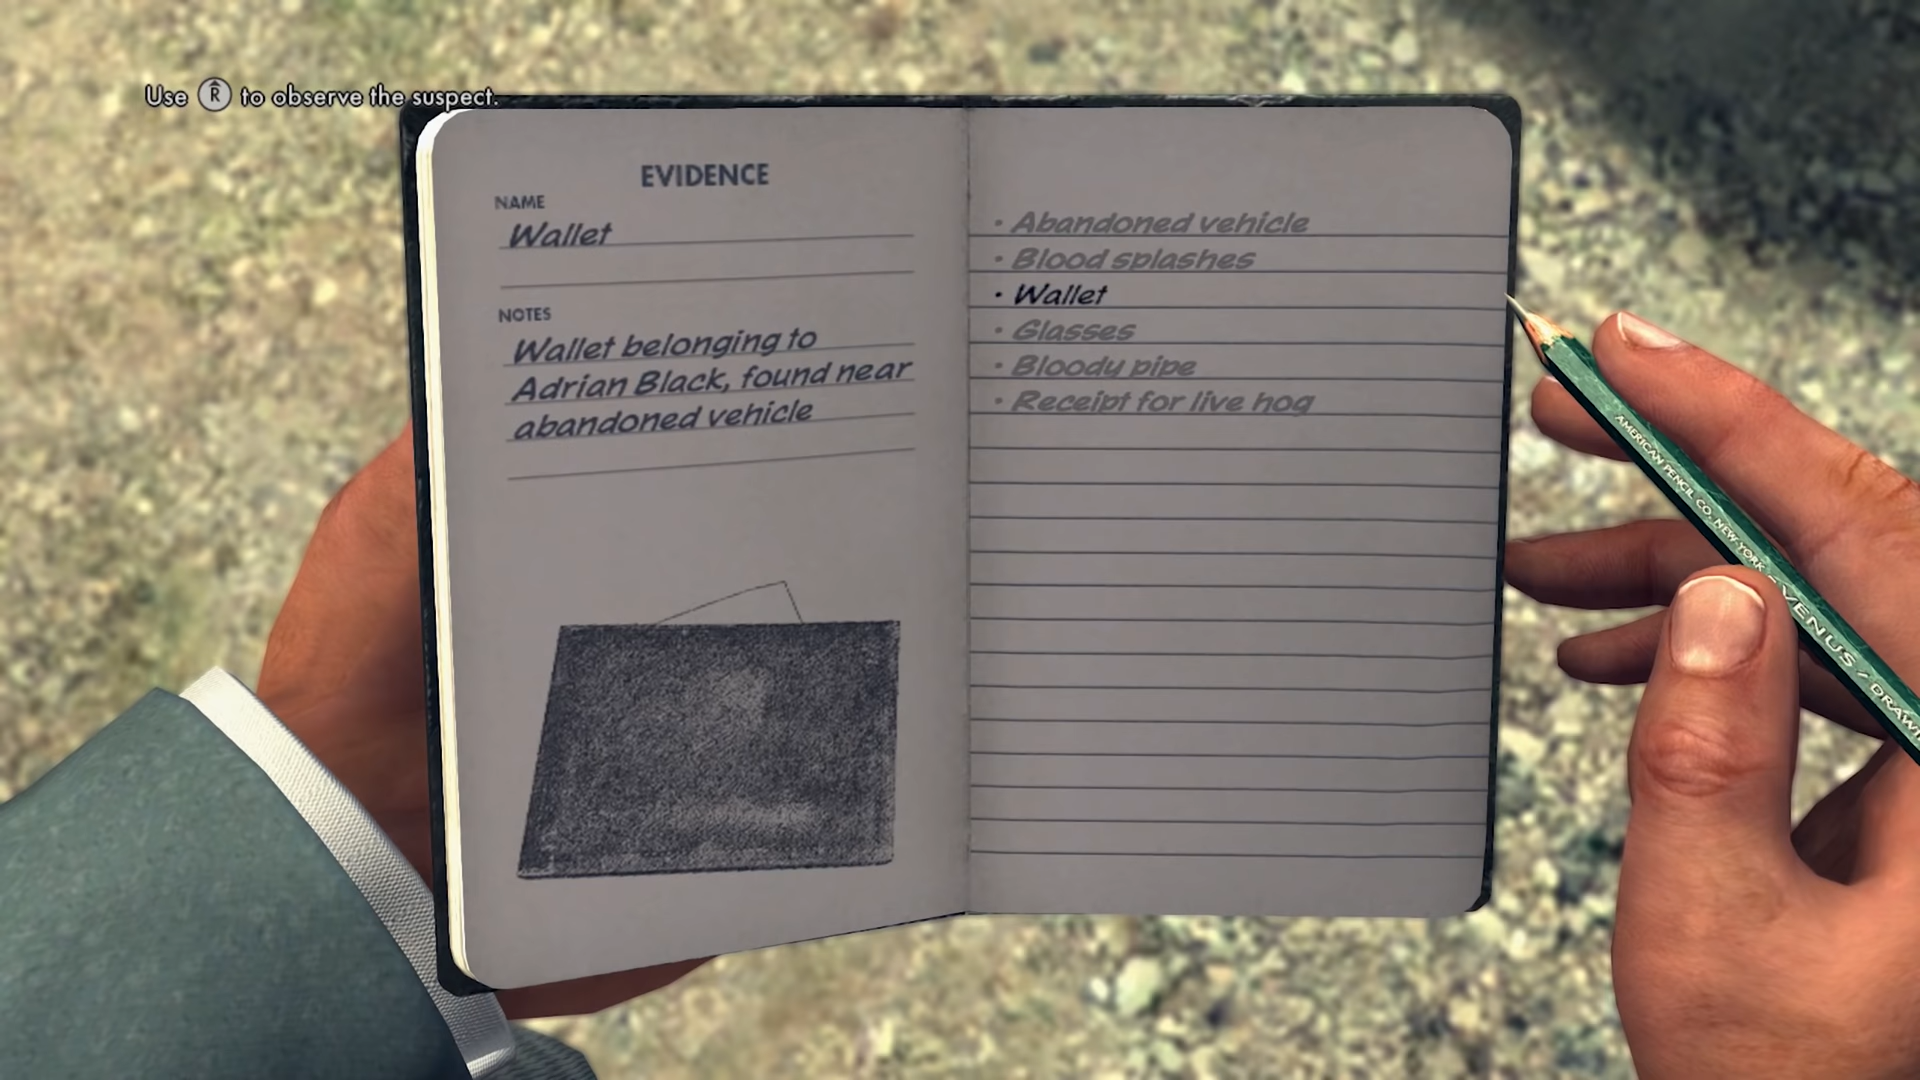 Use R to observe the suspect.
EVIDENCE
NAME
Wallet
NOTES
Wallet belonging to
Adrian Black, found near
abandoned vehicle
• Abandoned vehicle
• Blood splashes
• Wallet
• Glasses
• Bloody pipe
• Receipt for live hog
AMERICAN PENCIL CO. NEW YORK VENUS / DRAW